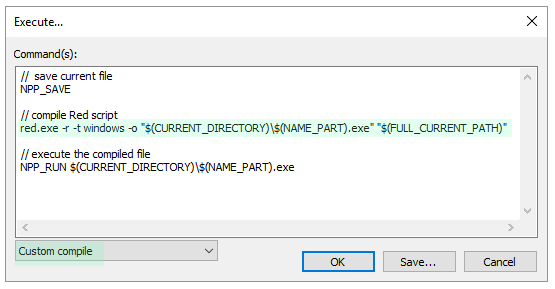 Execute...
Command(s):
// save current file
NPP_SAVE
// compile Red script
red.exe -r -t windows -o "$(CURRENT_DIRECTORY)\$(NAME_PART).exe" "$(FULL_CURRENT_PATH)"
// execute the compiled file
NPP_RUN $(CURRENT_DIRECTORY)\$(NAME_PART).exe
Custom compile
OK
Save...
Cancel